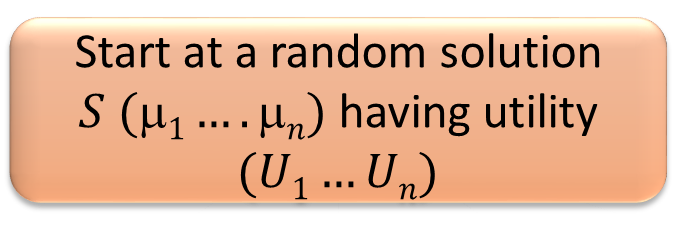 Start at a random solution
S (μ₁ … . μₙ) having utility
(U₁ … Uₙ)